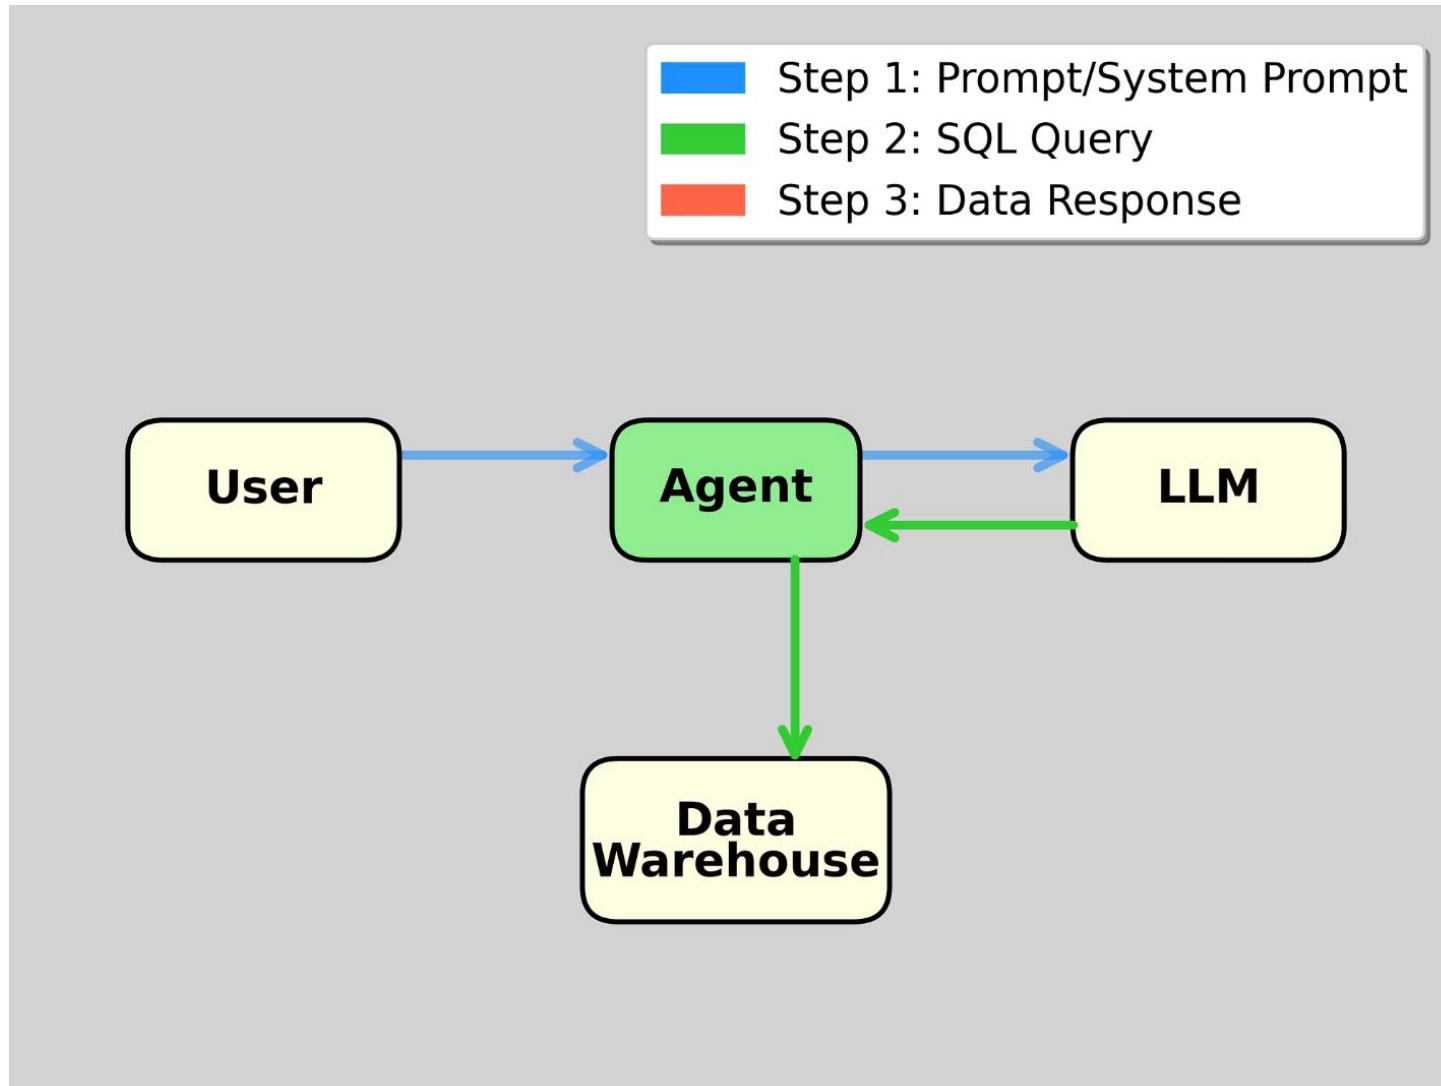 Step 1: Prompt/System Prompt
Step 2: SQL Query
Step 3: Data Response
User
Agent
LLM
Data
Warehouse